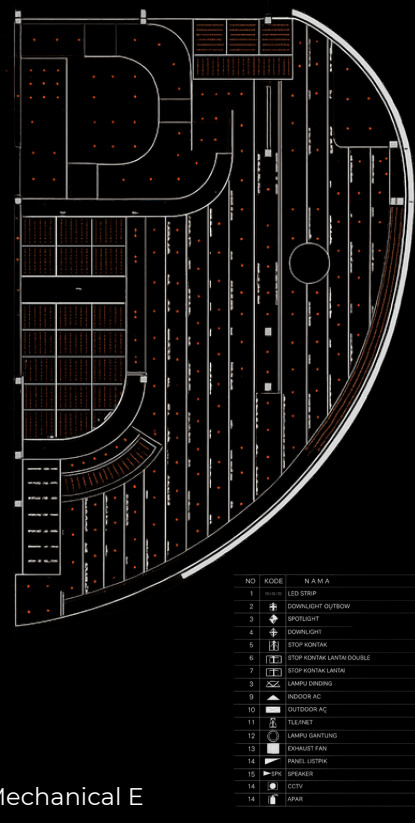 NO KODE NAMA
1 LED STRIP
2 DOWNLIGHT OUTBOW
3 SPOTLIGHT
4 DOWNLIGHT
5 STOP KONTAK
6 STOP KONTAK LANTAI DOUBLE
7 STOP KONTAK LANTAI
3 LAMPU DINDING
9 INDOOR AC
10 OUTDOOR AC
11 TLE/INET
12 LAMPU GANTUNG
13 EXHAUST FAN
14 PANEL LISTPIK
15 SPK SPEAKER
14 CCTV
14 APAR
Mechanical E